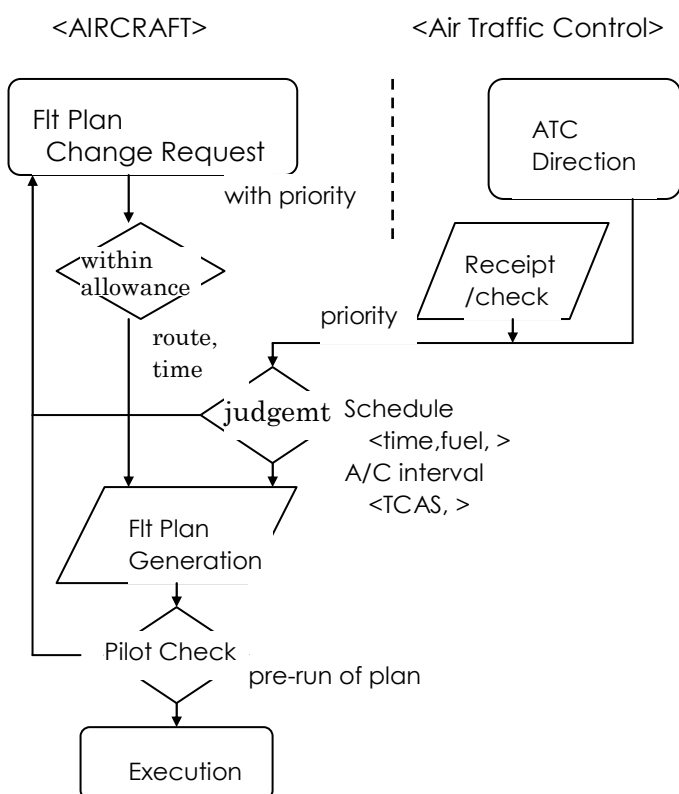 <AIRCRAFT>
<Air Traffic Control>
Flt Plan
Change Request
with priority
ATC
Direction
within
allowance
Receipt
/check
priority
route,
time
judgemt
Schedule
<time,fuel, >
A/C interval
<TCAS, >
Flt Plan
Generation
Pilot Check
pre-run of plan
Execution